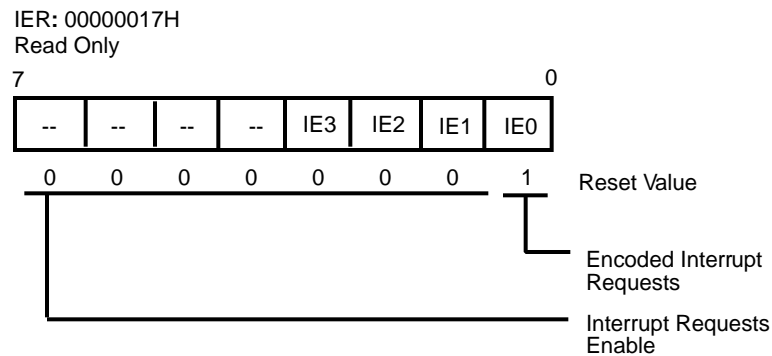 IER: 00000017H
Read Only
7 0
-- -- -- -- IE3 IE2 IE1 IE0
0 0 0 0 0 0 0 1 Reset Value
Encoded Interrupt
Requests
Interrupt Requests
Enable